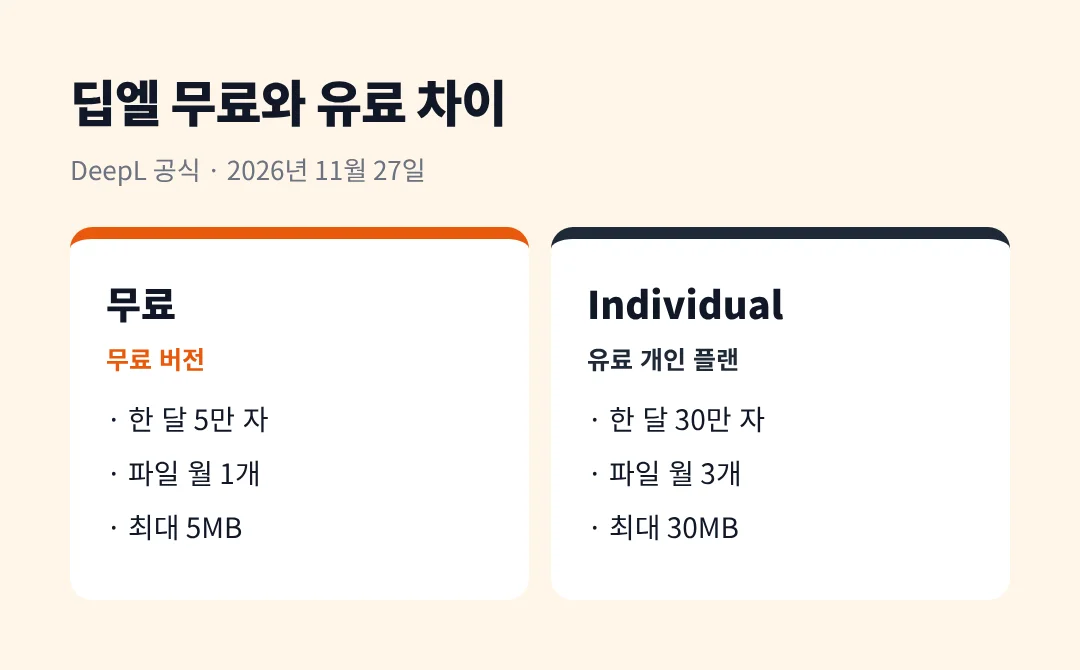 딥엘 무료와 유료 차이
DeepL 공식 · 2026년 11월 27일
무료
무료 버전
· 한 달 5만 자
· 파일 월 1개
· 최대 5MB
Individual
유료 개인 플랜
· 한 달 30만 자
· 파일 월 3개
· 최대 30MB